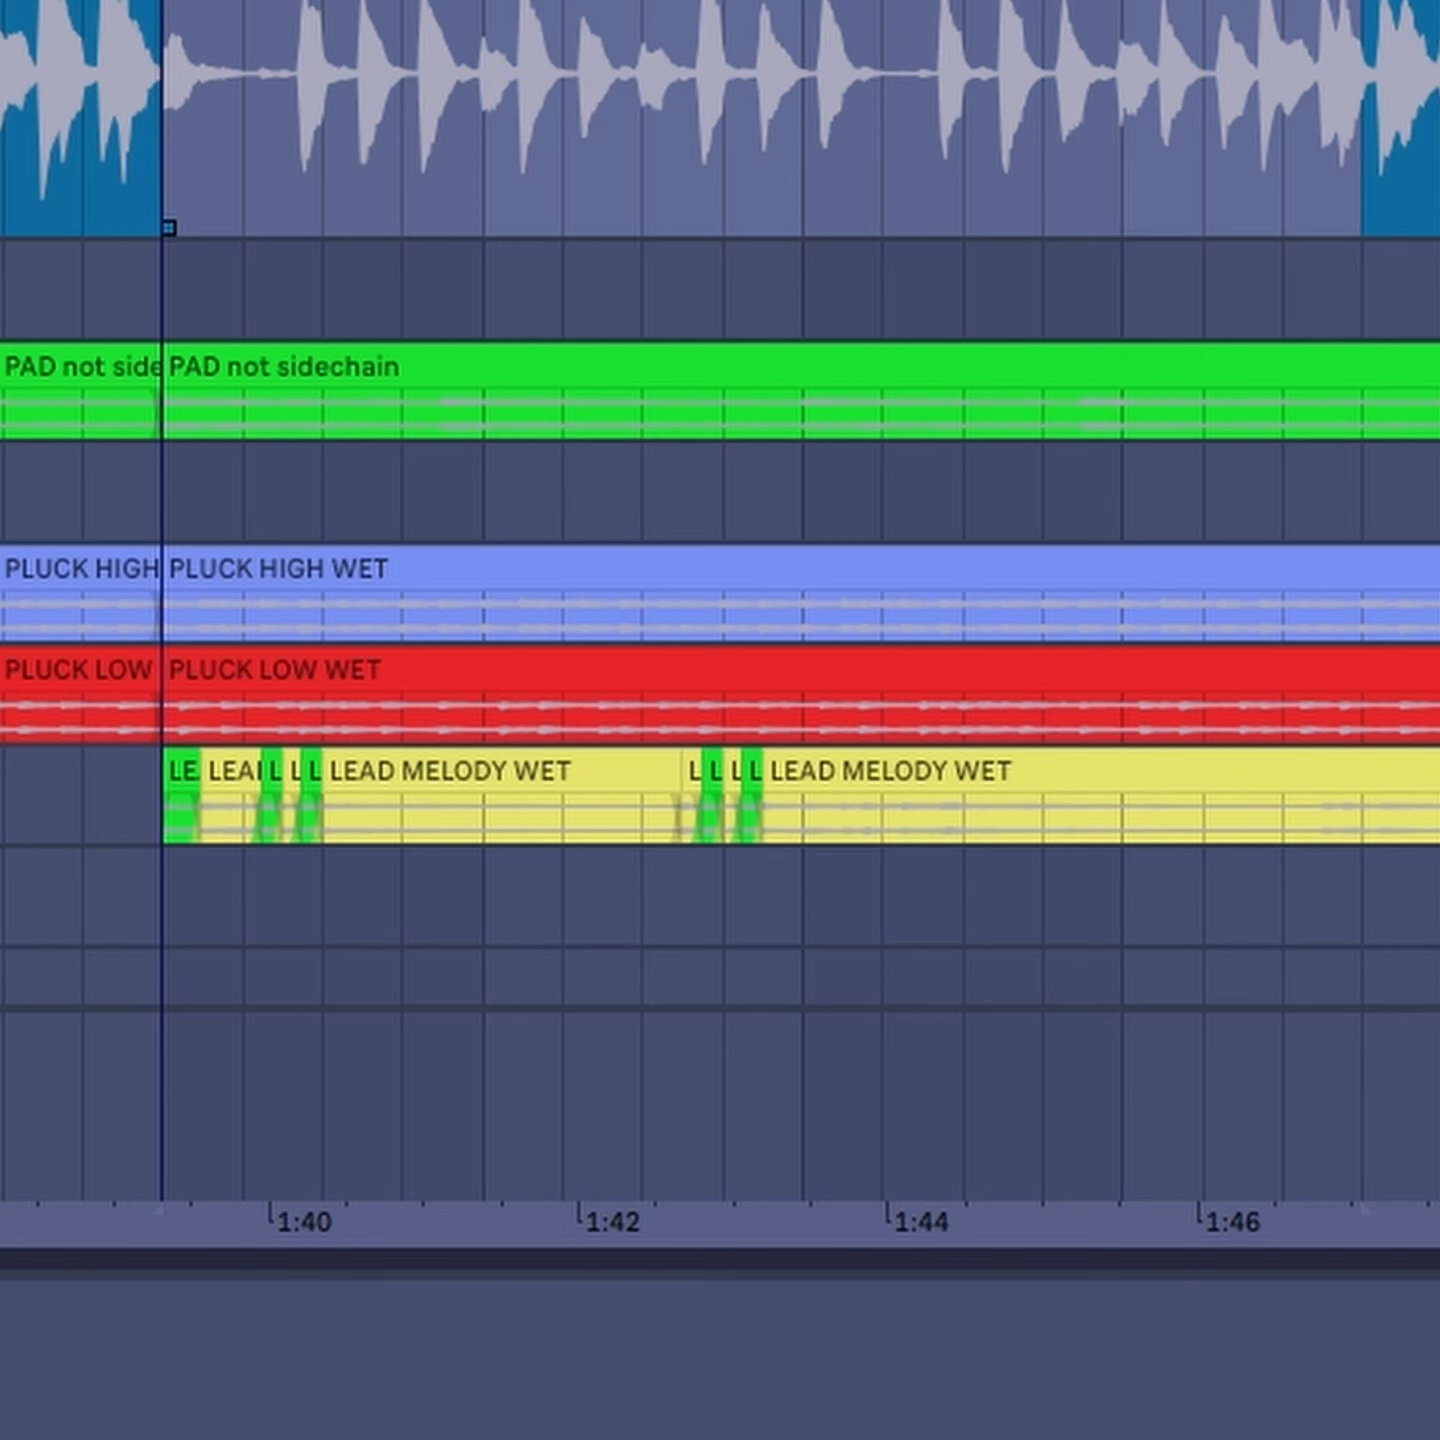 PAD not side PAD not sidechain
PLUCK HIGH PLUCK HIGH WET
PLUCK LOW PLUCK LOW WET
LE LEA L L L LEAD MELODY WET L L L L LEAD MELODY WET
1:40 1:42 1:44 1:46